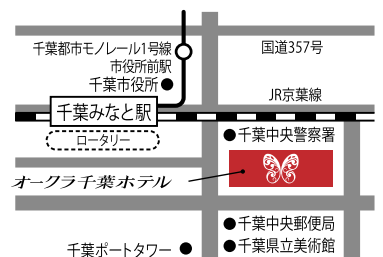 千葉都市モノレール1号線
市役所前駅
国道357号
千葉市役所
JR京葉線
千葉みなと駅
千葉中央警察署
ロータリー
オークラ千葉ホテル
千葉中央郵便局
千葉ポートタワー
千葉県立美術館